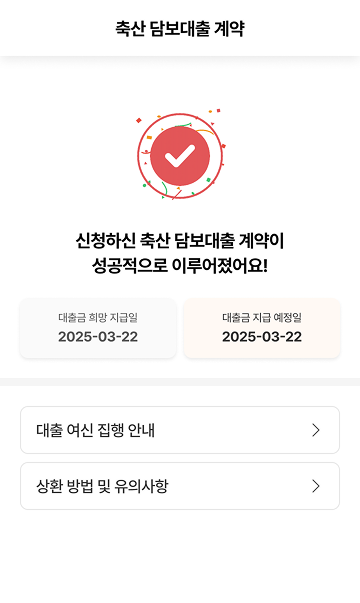 축산 담보대출 계약
신청하신 축산 담보대출 계약이
성공적으로 이루어졌어요!
대출금 희망 지급일
2025-03-22
대출금 지급 예정일
2025-03-22
대출 여신 집행 안내
상환 방법 및 유의사항